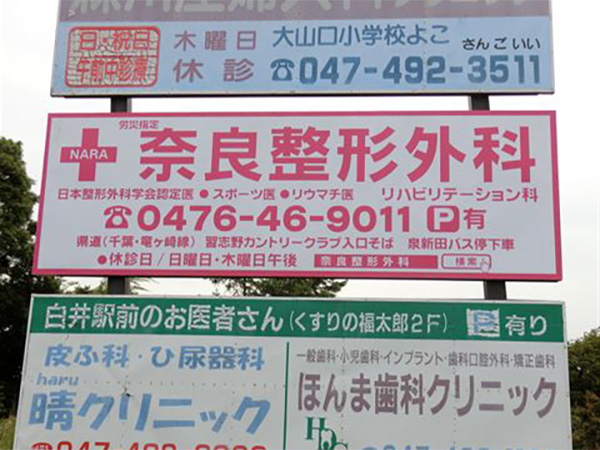 日・祝日
午前中診療
木曜日
休診
大山口小学校よこ
さんごいい
☎047-492-3511
労災指定
NARA
奈良整形外科
日本整形外科学会認定医 ● スポーツ医 ● リウマチ医 リハビリテーション科
☎0476-46-9011 P有
県道(千葉・竜ヶ崎線) 習志野カントリークラブ入口そば 泉新田バス停下車
●休診日/日曜日・木曜日午後 奈良整形外科 検索
白井駅前のお医者さん(くすりの福太郎2F) P有り
皮ふ科・ひ尿器科
haru
晴クリニック
一般歯科・小児歯科・インプラント・歯科口腔外科・矯正歯科
ほんま歯科クリニック